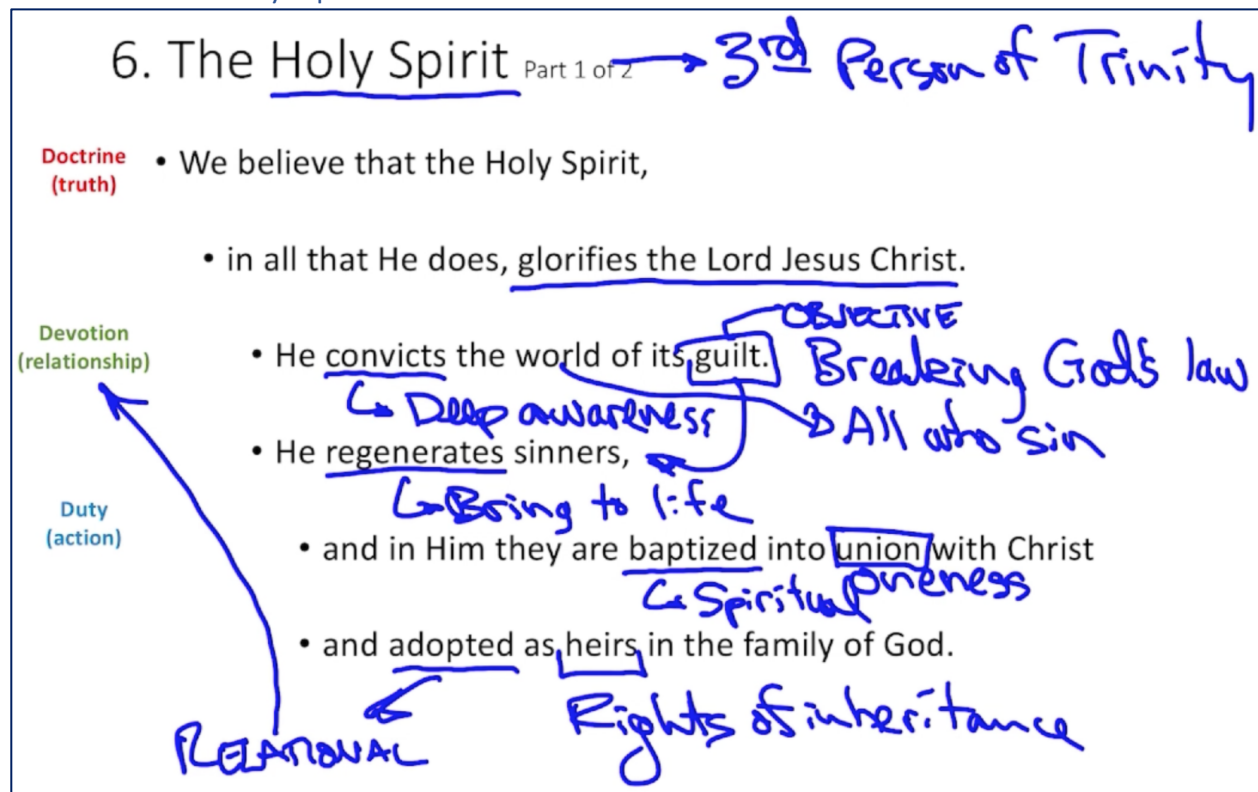 6. The Holy Spirit Part 1 of 2 → 3rd Person of Trinity
Doctrine
(truth)
• We believe that the Holy Spirit,
• in all that He does, glorifies the Lord Jesus Christ.
OBJECTIVE
Devotion
(relationship)
• He convicts the world of its guilt. Breaking God's law
Deep awareness
All who sin
• He regenerates sinners,
Bring to life
Duty
(action)
• and in Him they are baptized into union with Christ
Spiritual oneness
• and adopted as heirs in the family of God.
RELATIONAL
Rights of inheritance